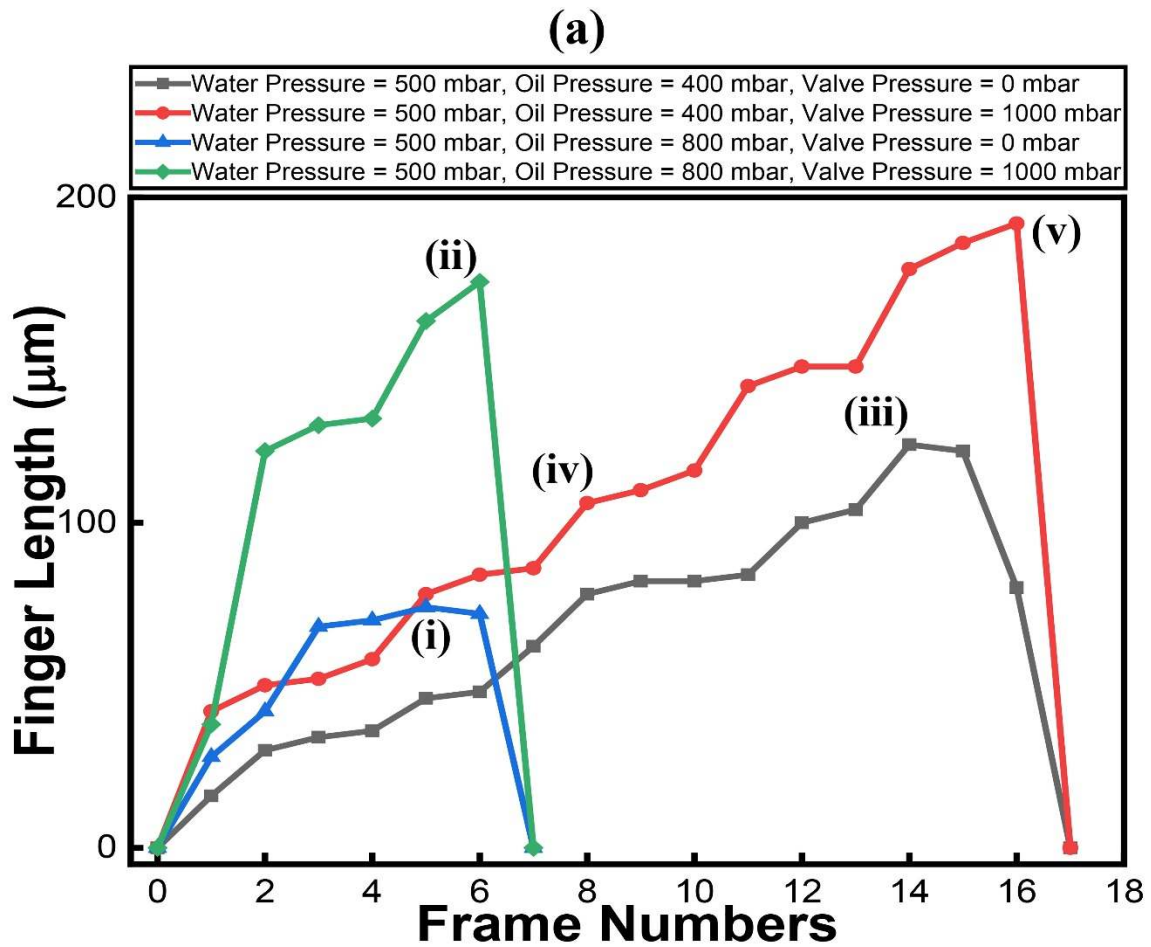 (a)
Water Pressure = 500 mbar, Oil Pressure = 400 mbar, Valve Pressure = 0 mbar
Water Pressure = 500 mbar, Oil Pressure = 400 mbar, Valve Pressure = 1000 mbar
Water Pressure = 500 mbar, Oil Pressure = 800 mbar, Valve Pressure = 0 mbar
Water Pressure = 500 mbar, Oil Pressure = 800 mbar, Valve Pressure = 1000 mbar
200
(v)
(ii)
(iii)
(iv)
100
(i)
0
Finger Length (μm)
0 2 4 6 8 10 12 14 16 18
Frame Numbers